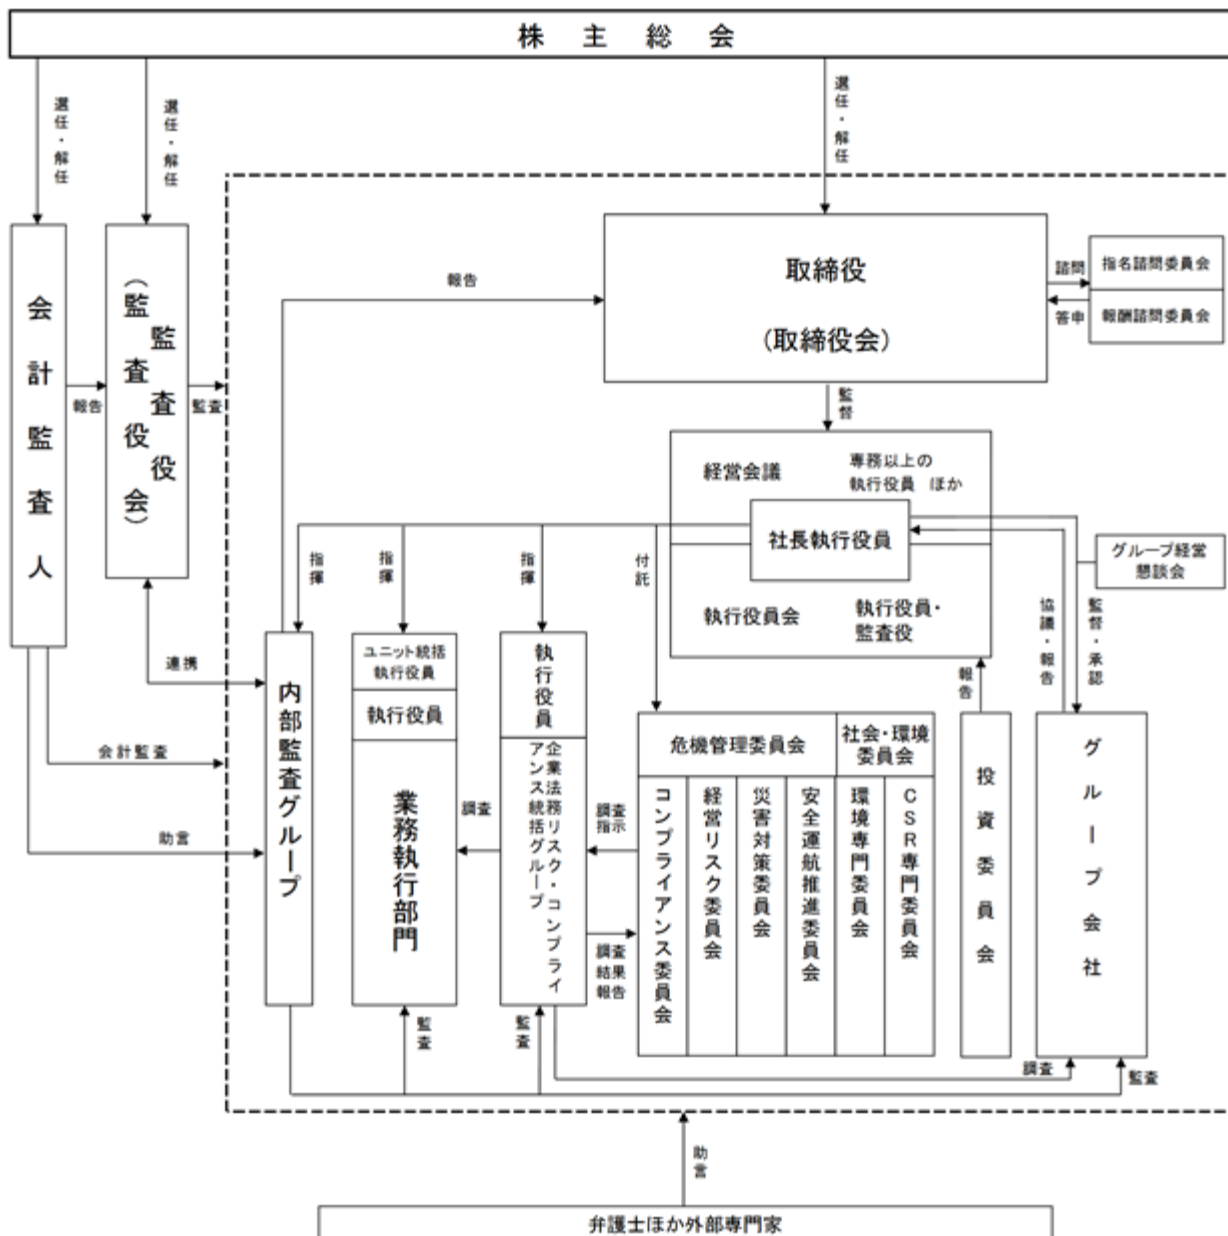 株主総会
選任・解任
選任・解任
選任・解任
会計監査人
監査役
(監査役会)
報告
監査
報告
取締役
(取締役会)
諮問
答申
指名諮問委員会
報酬諮問委員会
監督
経営会議
専務以上の
執行役員 ほか
社長執行役員
執行役員会
執行役員・
監査役
グループ経営
懇談会
指揮
指揮
指揮
付託
協議・報告
監督・承認
報告
連携
会計監査
助言
内部監査グループ
ユニット統括
執行役員
執行役員
業務執行部門
調査
執行役員
企業法務リスク・コンプライ
アンス統括グループ
調査
指示
調査
結果
報告
危機管理委員会
社会・環境
委員会
コンプライアンス委員会
経営リスク委員会
災害対策委員会
安全運航推進委員会
環境専門委員会
CSR専門委員会
投資委員会
グループ会社
監査
監査
調査
監査
助言
弁護士ほか外部専門家